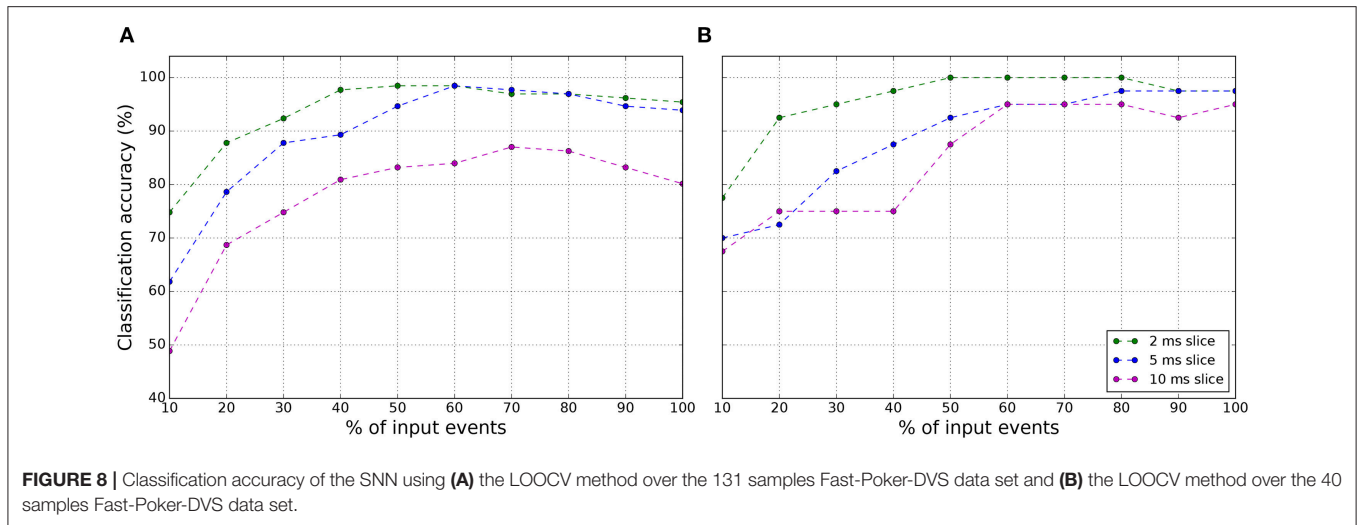 A
B
Classification accuracy (%)
100
90
80
70
60
50
40
10 20 30 40 50 60 70 80 90 100
% of input events
10 20 30 40 50 60 70 80 90 100
% of input events
2 ms slice
5 ms slice
10 ms slice
FIGURE 8 | Classification accuracy of the SNN using (A) the LOOCV method over the 131 samples Fast-Poker-DVS data set and (B) the LOOCV method over the 40
samples Fast-Poker-DVS data set.